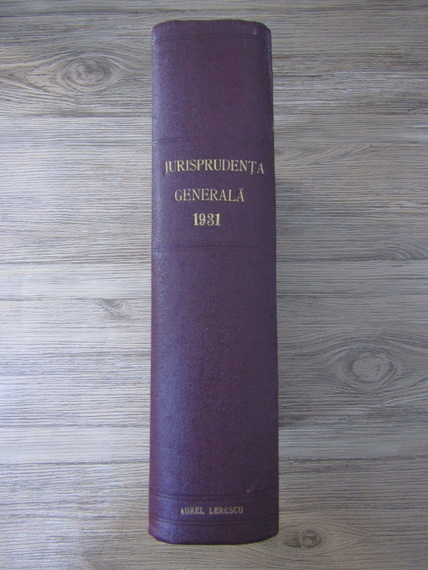 JURISPRUDENȚA
GENERALĂ
1931
AUREL LERESCU